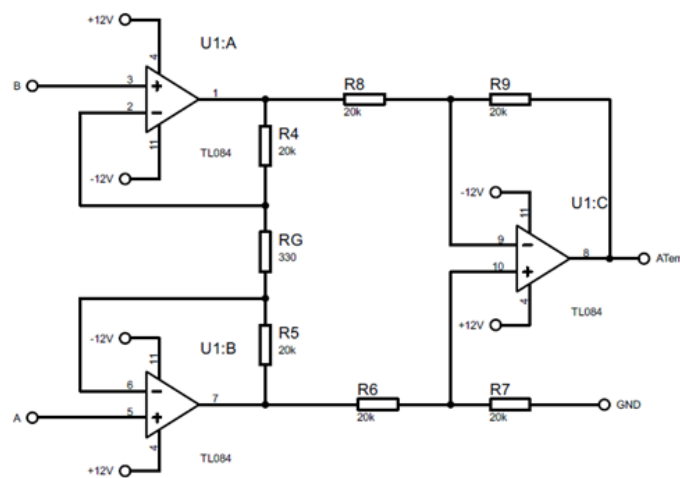 +12V
U1:A
4
B
3
1
2
R8
20k
R9
20k
11
-12V
TL084
R4
20k
-12V
11
U1:C
RG
330
9
8
10
ATem
+12V
4
TL084
-12V
11
U1:B
R5
20k
6
7
A
5
R6
20k
R7
20k
GND
4
+12V
TL084